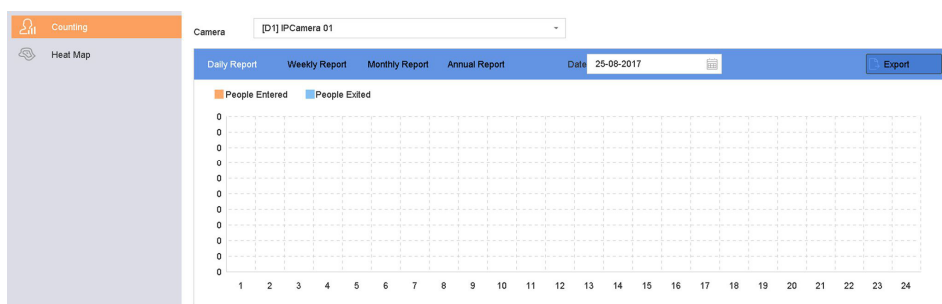 Counting
Heat Map
Camera [D1] IPCamera 01
Daily Report Weekly Report Monthly Report Annual Report Date 25-08-2017 Export
People Entered People Exited
0
0
0
0
0
0
0
0
0
0
0
1 2 3 4 5 6 7 8 9 10 11 12 13 14 15 16 17 18 19 20 21 22 23 24